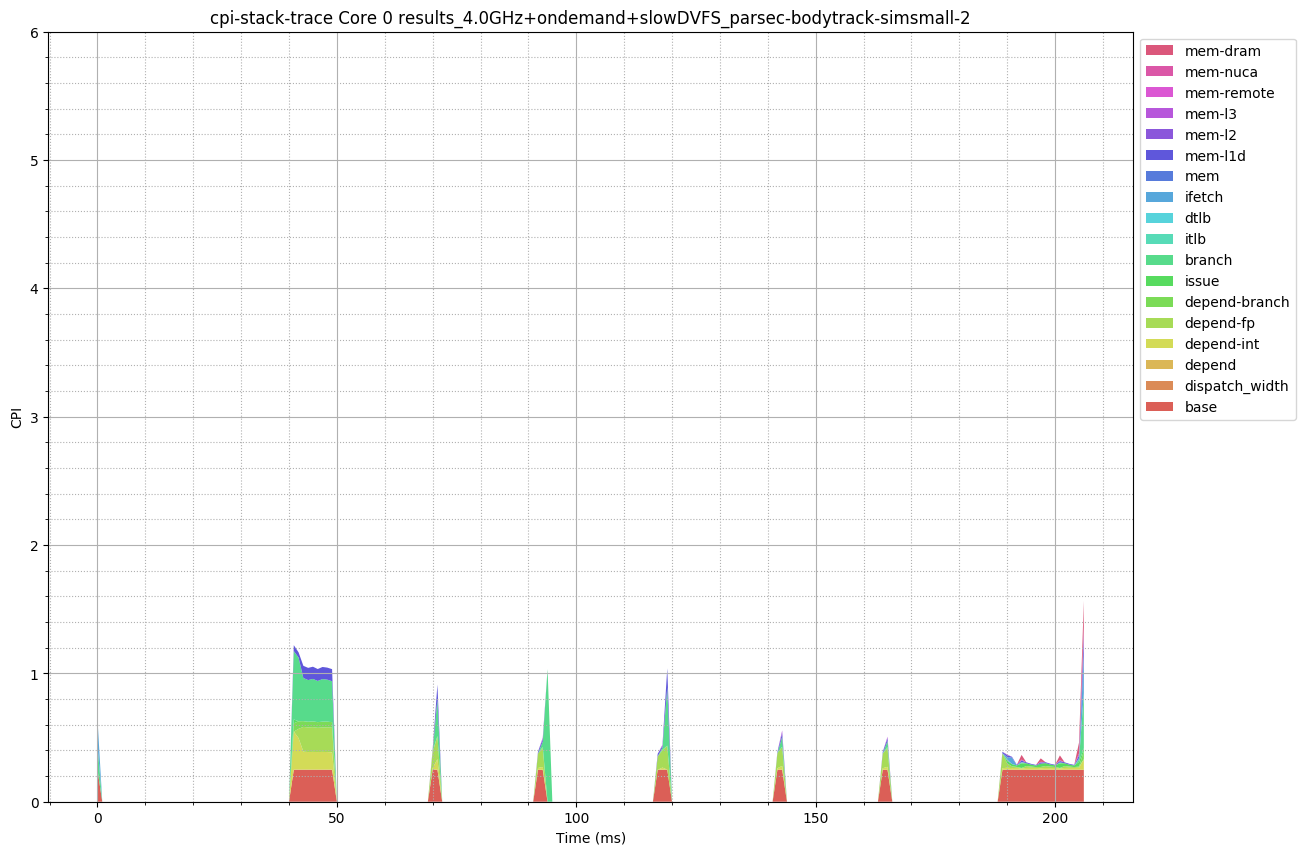 cpi-stack-trace Core 0 results_4.0GHz+ondemand+slowDVFS_parsec-bodytrack-simsmall-2
6
5
4
3
2
1
0
CPI
0
50
100
150
200
Time (ms)
mem-dram
mem-nuca
mem-remote
mem-l3
mem-l2
mem-l1d
mem
ifetch
dtlb
itlb
branch
issue
depend-branch
depend-fp
depend-int
depend
dispatch_width
base